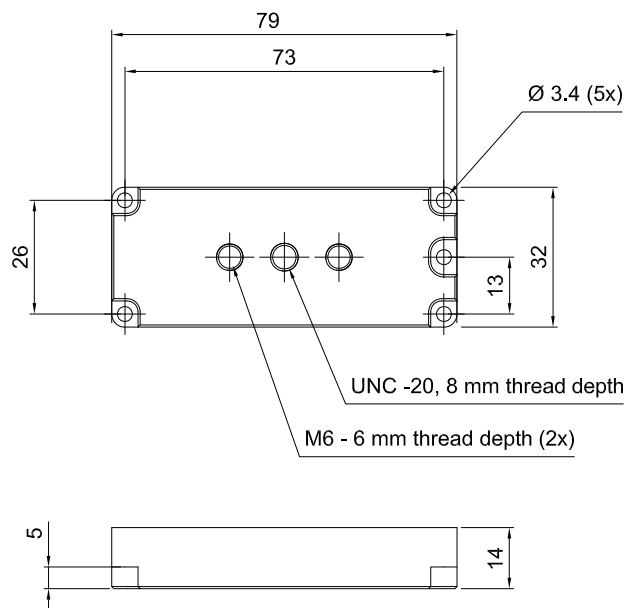 79
73
Ø 3.4 (5x)
26
32
13
UNC -20, 8 mm thread depth
M6 - 6 mm thread depth (2x)
5
14